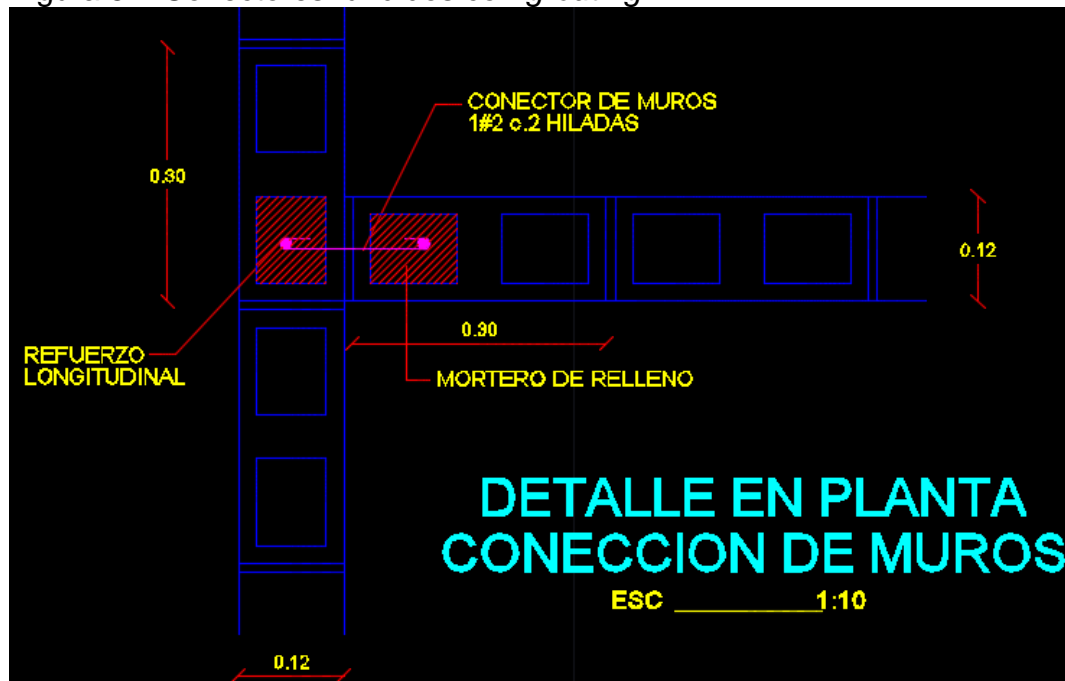 CONECTOR DE MUROS
1#2 c.2 HILADAS
0.30
0.12
0.30
REFUERZO
LONGITUDINAL
MORTERO DE RELLENO
DETALLE EN PLANTA
CONECCION DE MUROS
ESC __________1:10
0.12